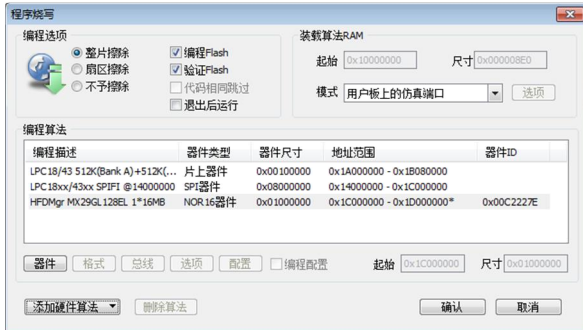 程序烧写
编程选项
整片擦除
扇区擦除
不予擦除
编程Flash
验证Flash
代码相同跳过
退出后运行
装载算法RAM
起始 0x10000000 尺寸 0x000008E0
模式 用户板上的仿真端口 选项
编程算法
编程描述 器件类型 器件尺寸 地址范围 器件ID
LPC18/43 512K(Bank A)+512K(... 片上器件 0x00100000 0x1A000000 - 0x1B080000
LPC18xx/43xx SPIFI @14000000 SPI器件 0x08000000 0x14000000 - 0x1C000000
HFDMgr MX29GL128EL 1*16MB NOR16器件 0x01000000 0x1C000000 - 0x1D000000* 0x00C2227E
器件 格式 总线 选项 配置 编程配置 起始 0x1C000000 尺寸 0x01000000
添加硬件算法 删除算法 确认 取消